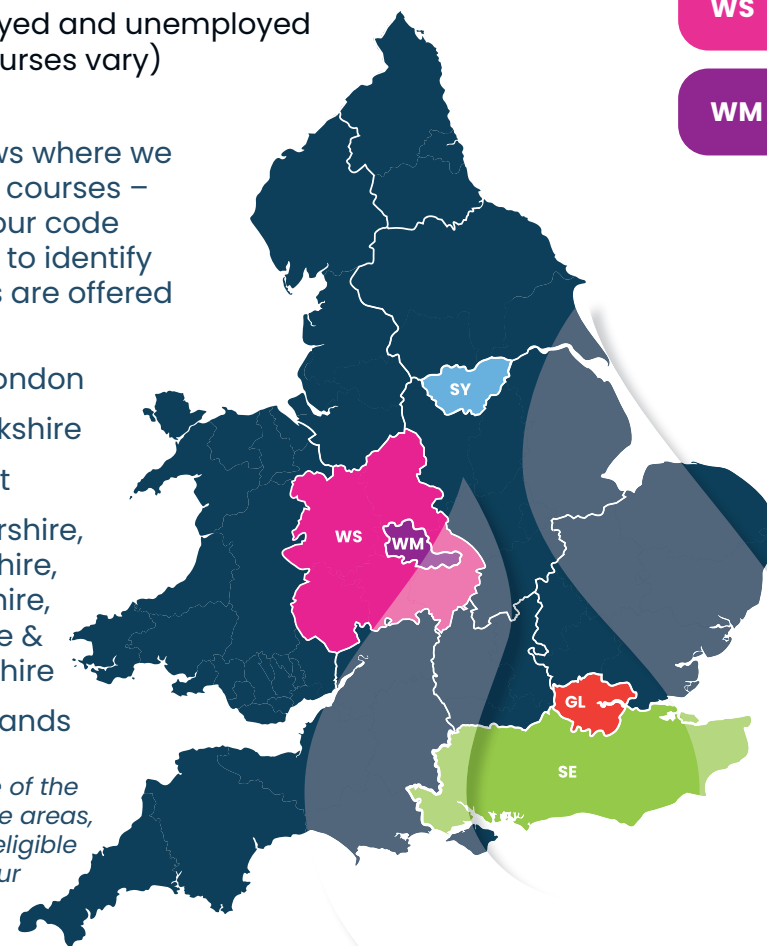 yed and unemployed
urses vary)
ws where we
courses –
our code
to identify
s are offered
ondon
kshire
t
rshire,
hire,
hire,
e &
hire
ands
e of the
e areas,
eligible
ur
WS
WM
SY
WS
WM
GL
SE